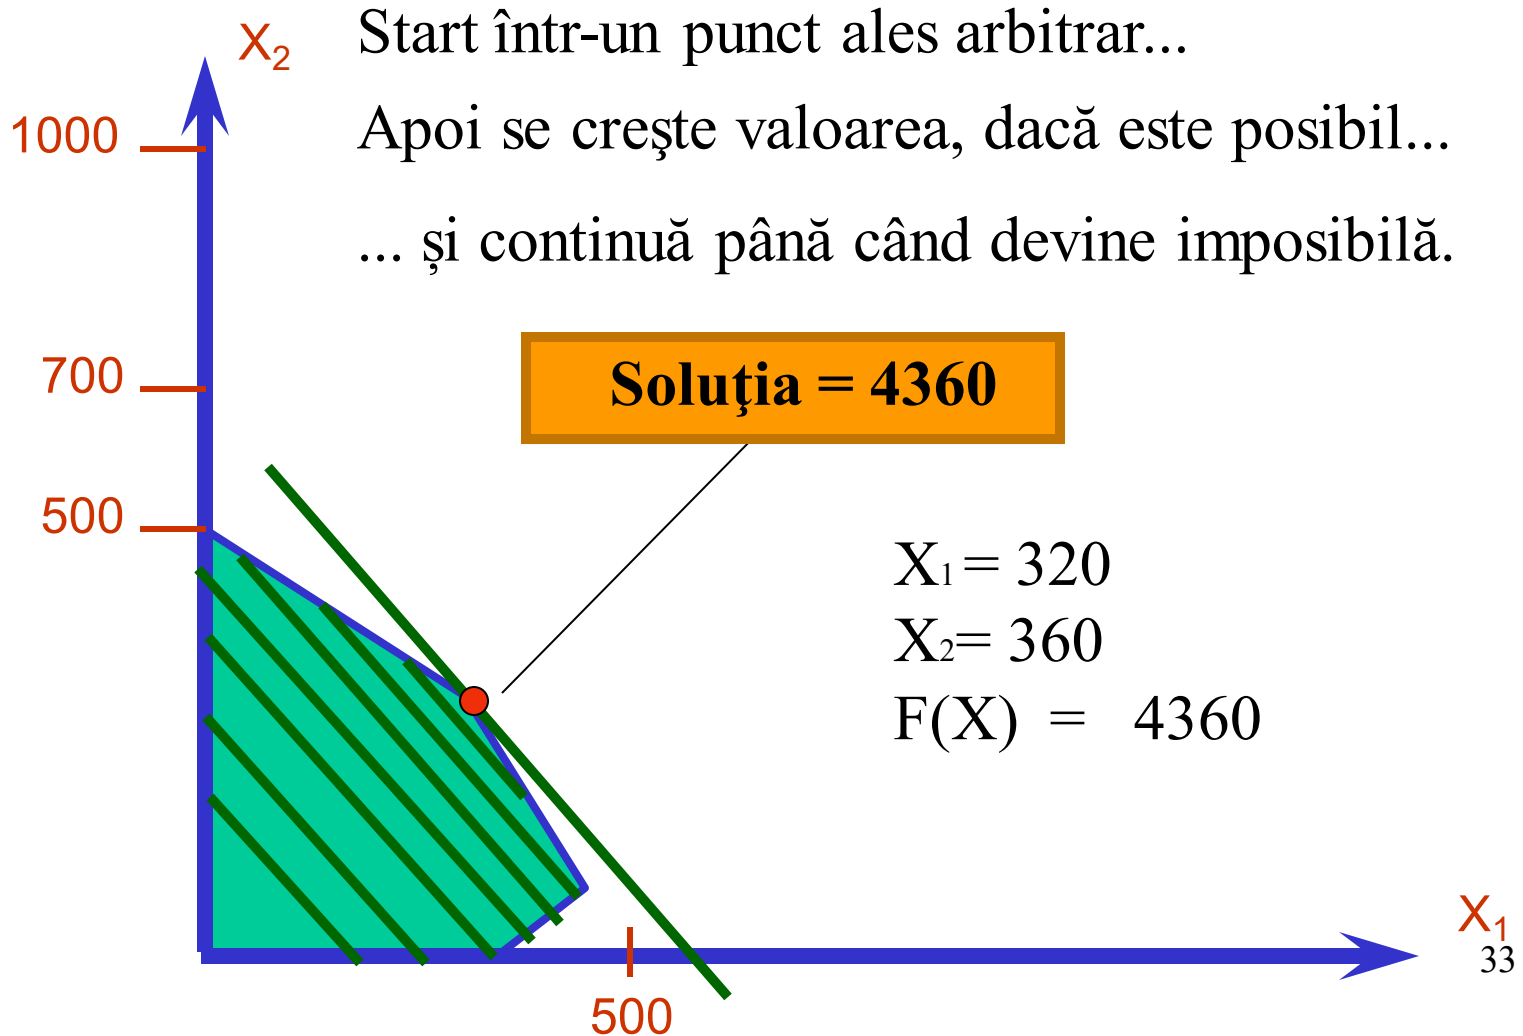 X₂
Start într-un punct ales arbitrar...
Apoi se creşte valoarea, dacă este posibil...
... și continuă până când devine imposibilă.
1000
700
500
Soluţia = 4360
X₁ = 320
X₂= 360
F(X) = 4360
X₁
33
500